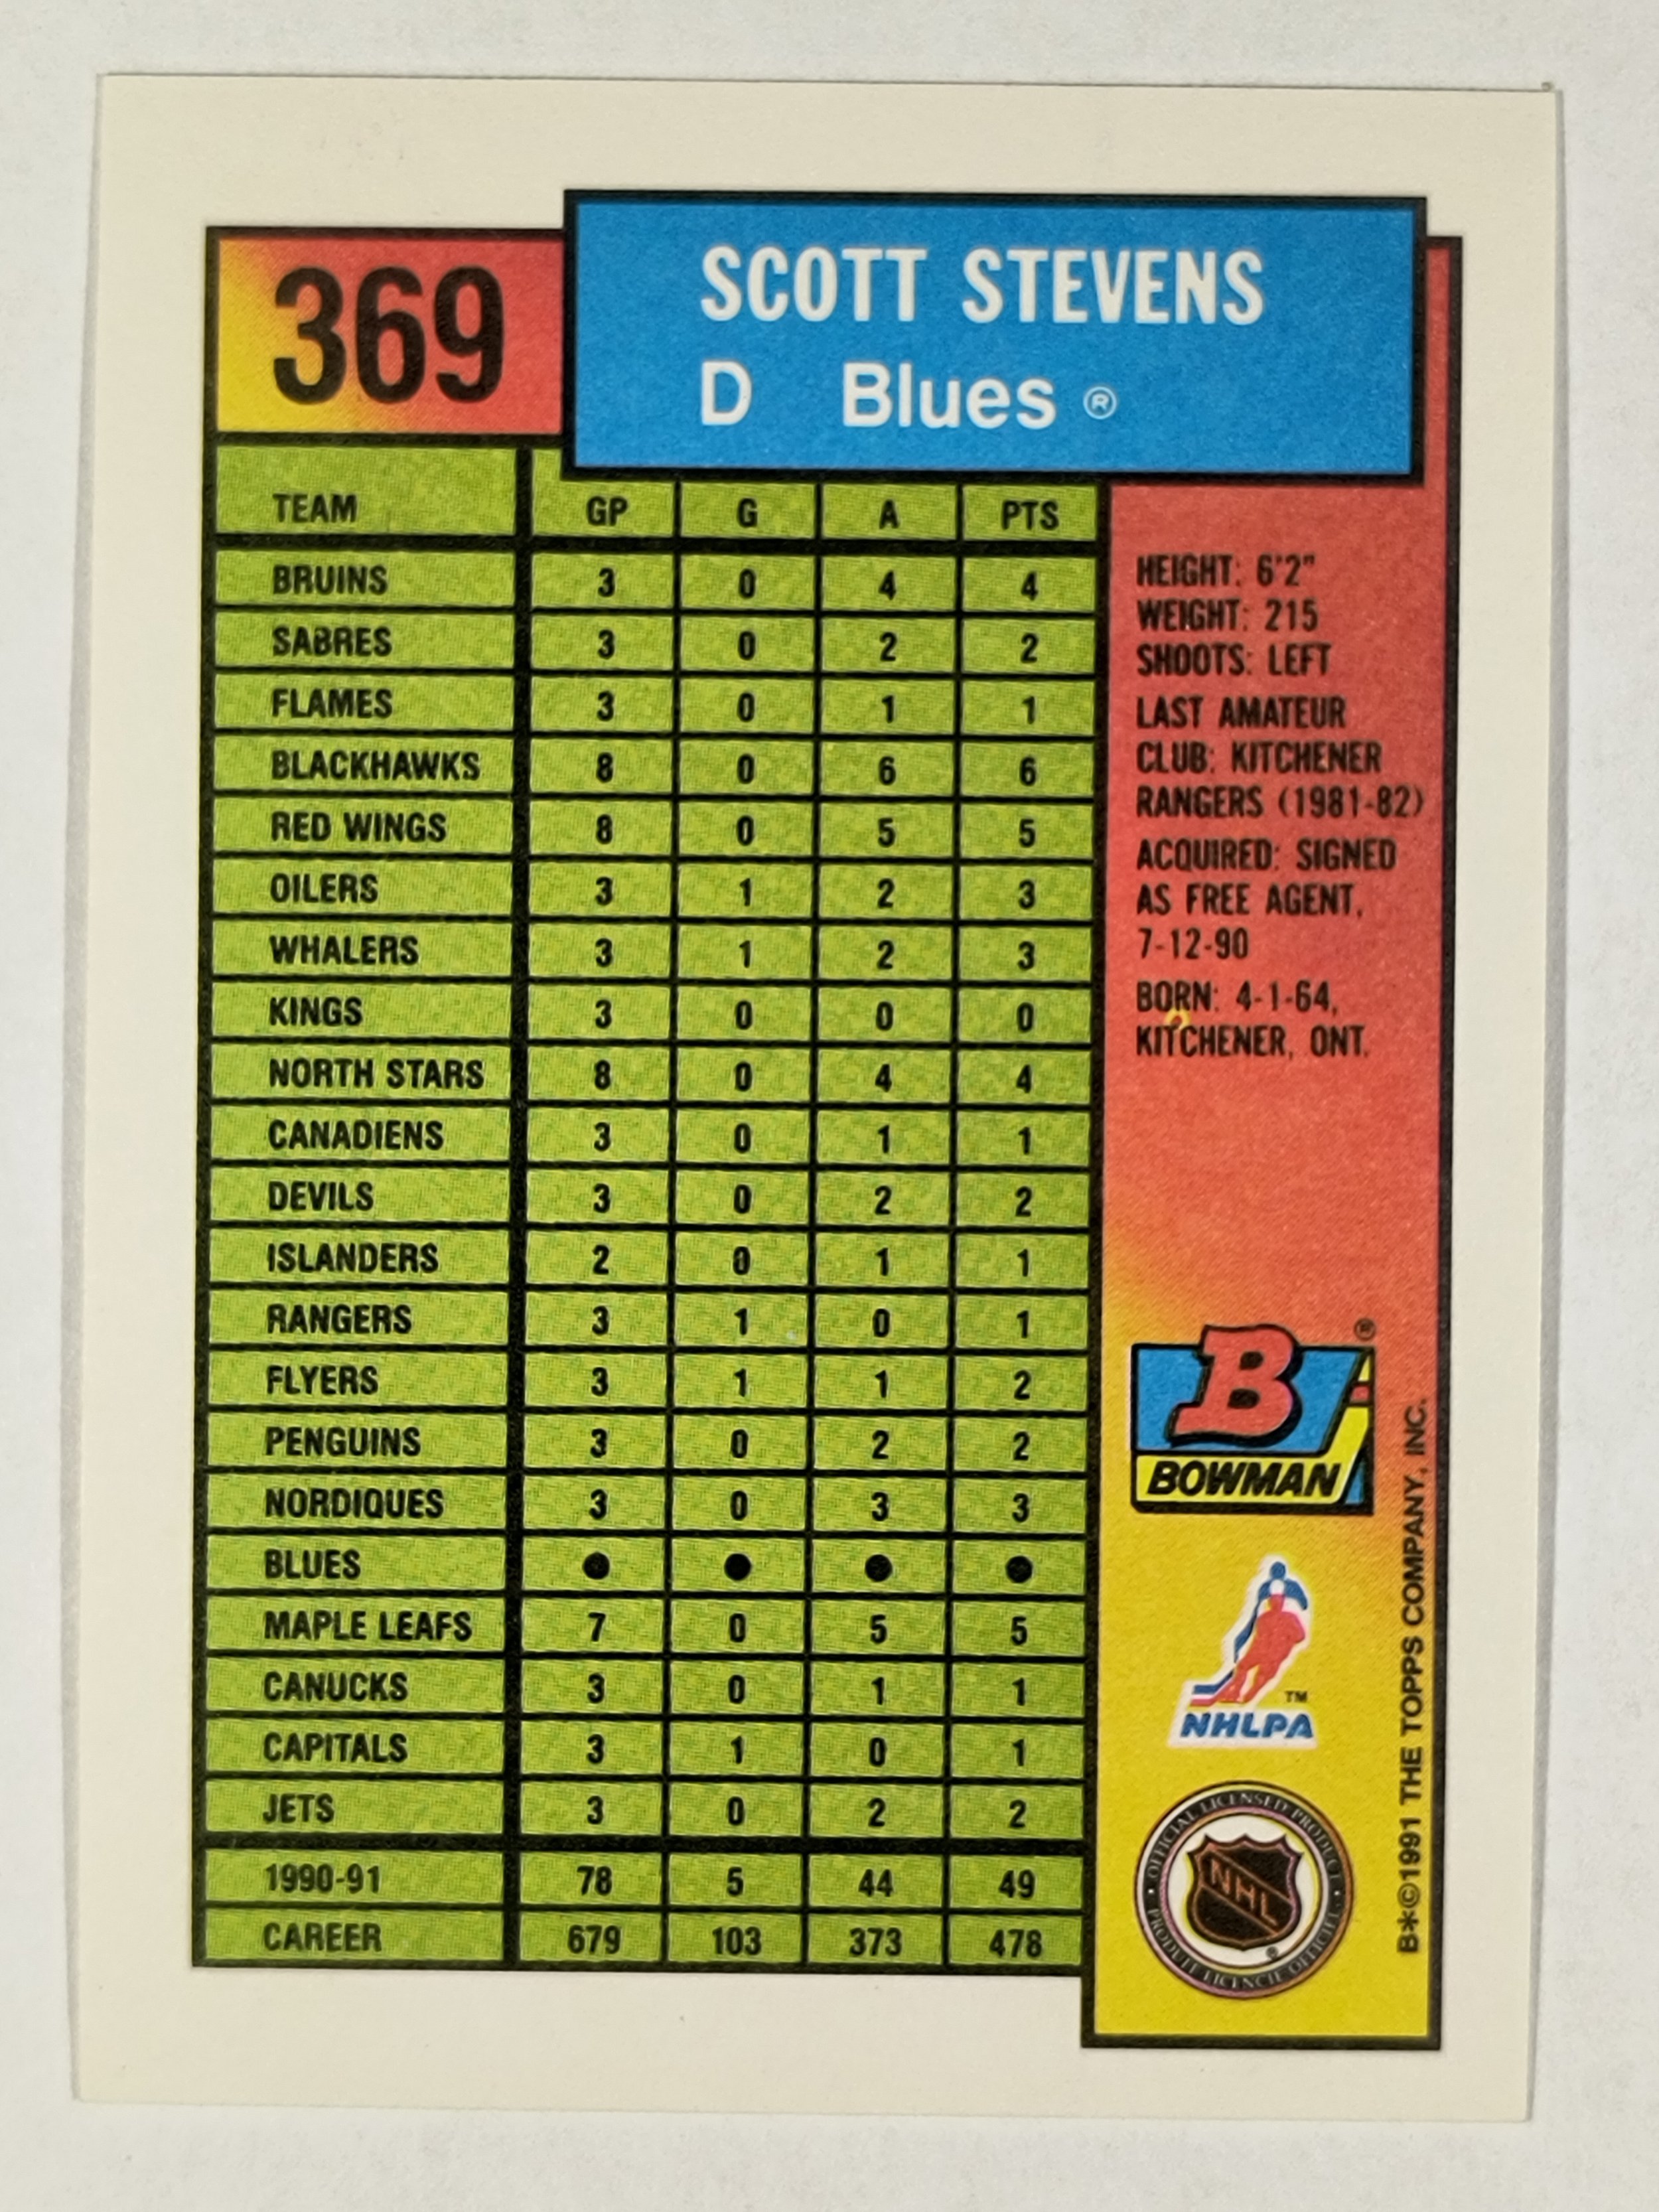 369
SCOTT STEVENS
D Blues ®
TEAM GP G A PTS
BRUINS 3 0 4 4
SABRES 3 0 2 2
FLAMES 3 0 1 1
BLACKHAWKS 8 0 6 6
RED WINGS 8 0 5 5
OILERS 3 1 2 3
WHALERS 3 1 2 3
KINGS 3 0 0 0
NORTH STARS 8 0 4 4
CANADIENS 3 0 1 1
DEVILS 3 0 2 2
ISLANDERS 2 0 1 1
RANGERS 3 1 0 1
FLYERS 3 1 1 2
PENGUINS 3 0 2 2
NORDIQUES 3 0 3 3
BLUES ● ● ● ●
MAPLE LEAFS 7 0 5 5
CANUCKS 3 0 1 1
CAPITALS 3 1 0 1
JETS 3 0 2 2
1990-91 78 5 44 49
CAREER 679 103 373 478
HEIGHT: 6'2"
WEIGHT: 215
SHOOTS: LEFT
LAST AMATEUR
CLUB: KITCHENER
RANGERS (1981-82)
ACQUIRED: SIGNED
AS FREE AGENT,
7-12-90
BORN: 4-1-64,
KITCHENER, ONT.
B ®
BOWMAN
TM
NHLPA
OFFICIAL LICENSED PRODUCT
NHL ®
PRODUIT LICENCIE OFFICIEL
B*©1991 THE TOPPS COMPANY, INC.